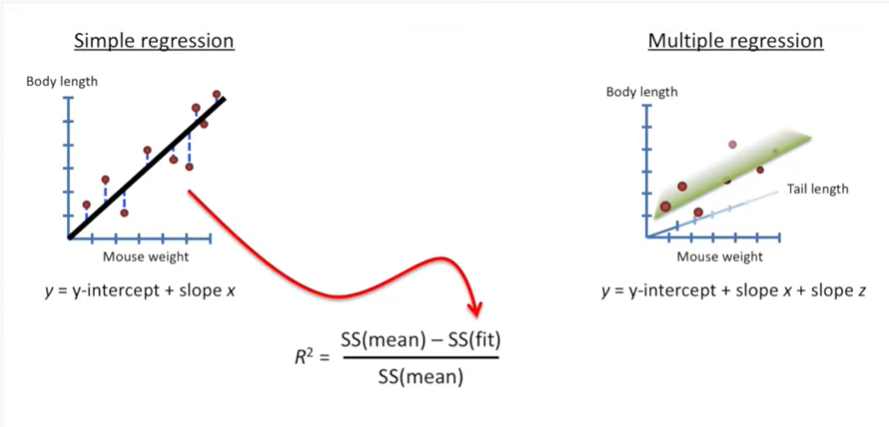 Simple regression
Body length
Mouse weight
y = y-intercept + slope x
Multiple regression
Body length
Tail length
Mouse weight
y = y-intercept + slope x + slope z
R² = SS(mean) – SS(fit)
SS(mean)